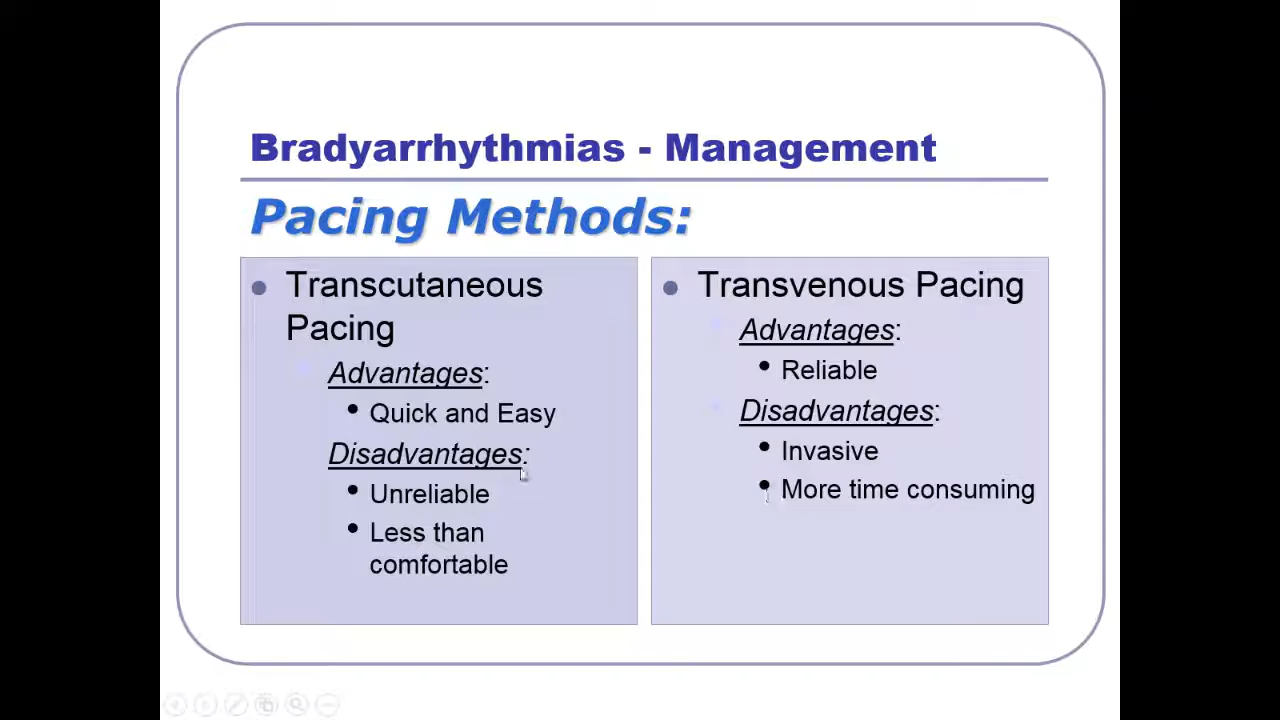 Bradyarrhythmias - Management
Pacing Methods:
Transcutaneous
Pacing
Advantages:
Quick and Easy
Disadvantages:
Unreliable
Less than
comfortable
Transvenous Pacing
Advantages:
Reliable
Disadvantages:
Invasive
More time consuming